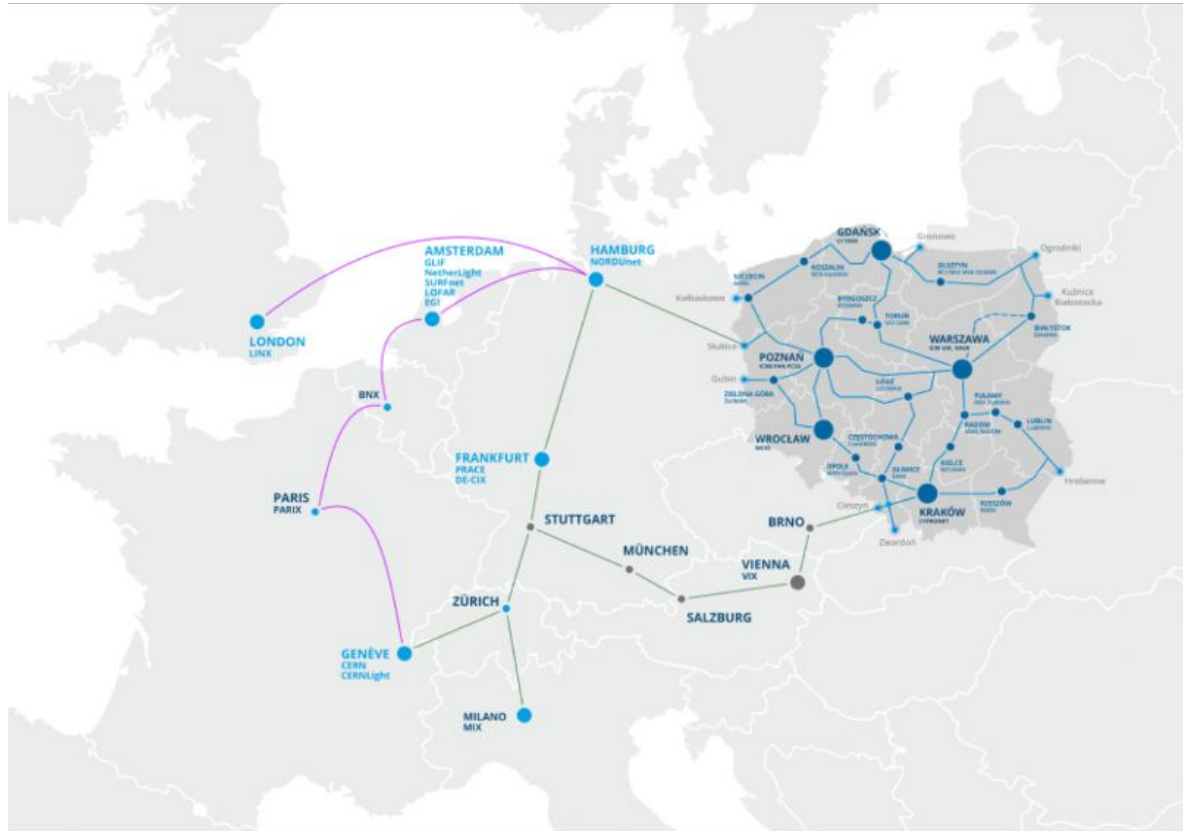 GDAŃSK
Gronowo
Ogrodniki
AMSTERDAM
GLIF
NetherLight
SURFnet
LOFAR
EGI
HAMBURG
NORDUnet
KOSZALIN
OLSZTYN
SZCZECIN
Kołbaskowo
Kuźnica
Białostocka
BYDGOSZCZ
TORUŃ
BIAŁYSTOK
LONDON
LINX
Słubice
WARSZAWA
POZNAŃ
Gubin
ŁÓDŹ
ZIELONA GÓRA
PUŁAWY
BNX
LUBLIN
RADOM
WROCŁAW
CZĘSTOCHOWA
FRANKFURT
PRACE
DE-CIX
OPOLE
GLIWICE
KIELCE
Hrebenne
PARIS
PARIX
Cieszyn
KRAKÓW
CYFRONET
RZESZÓW
STUTTGART
BRNO
Zwardoń
MÜNCHEN
VIENNA
VIX
ZÜRICH
SALZBURG
GENÈVE
CERN
CERNLight
MILANO
MIX